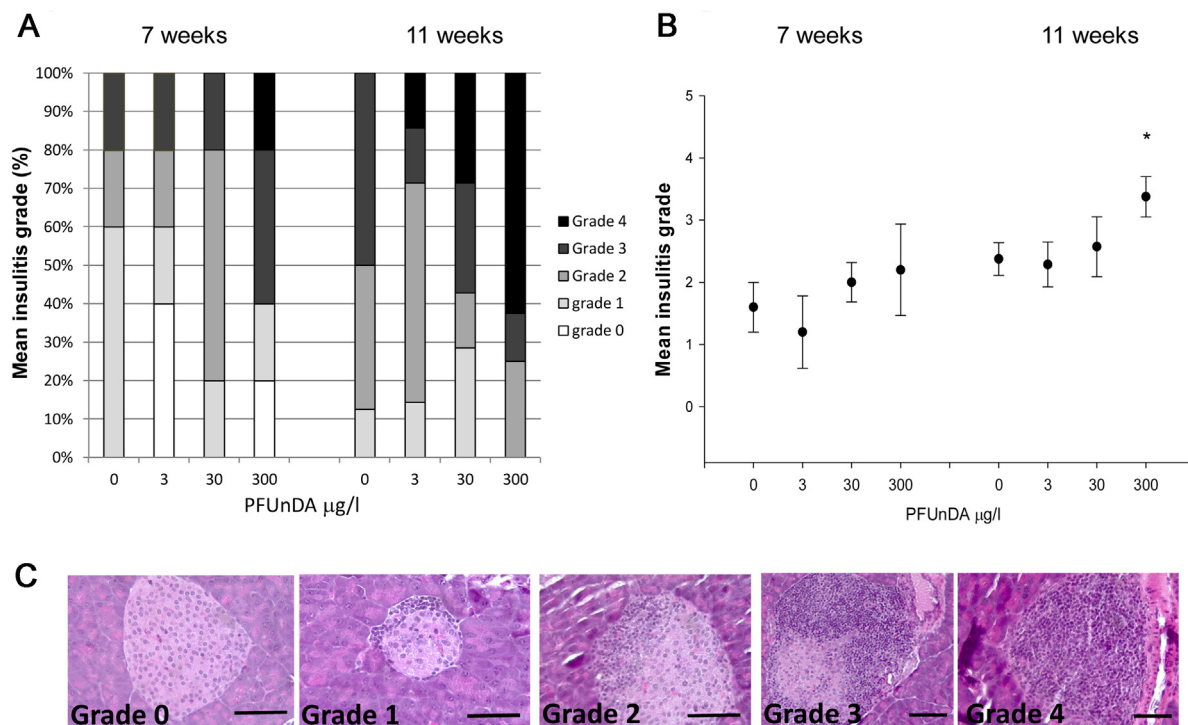 A
7 weeks
11 weeks
Mean insulitis grade (%)
100%
90%
80%
70%
60%
50%
40%
30%
20%
10%
0%
0 3 30 300 0 3 30 300
PFUnDA µg/l
Grade 4
Grade 3
Grade 2
grade 1
grade 0
B
7 weeks
11 weeks
Mean insulitis grade
5
4
3
2
1
0
*
0 3 30 300 0 3 30 300
PFUnDA µg/l
C
Grade 0
Grade 1
Grade 2
Grade 3
Grade 4